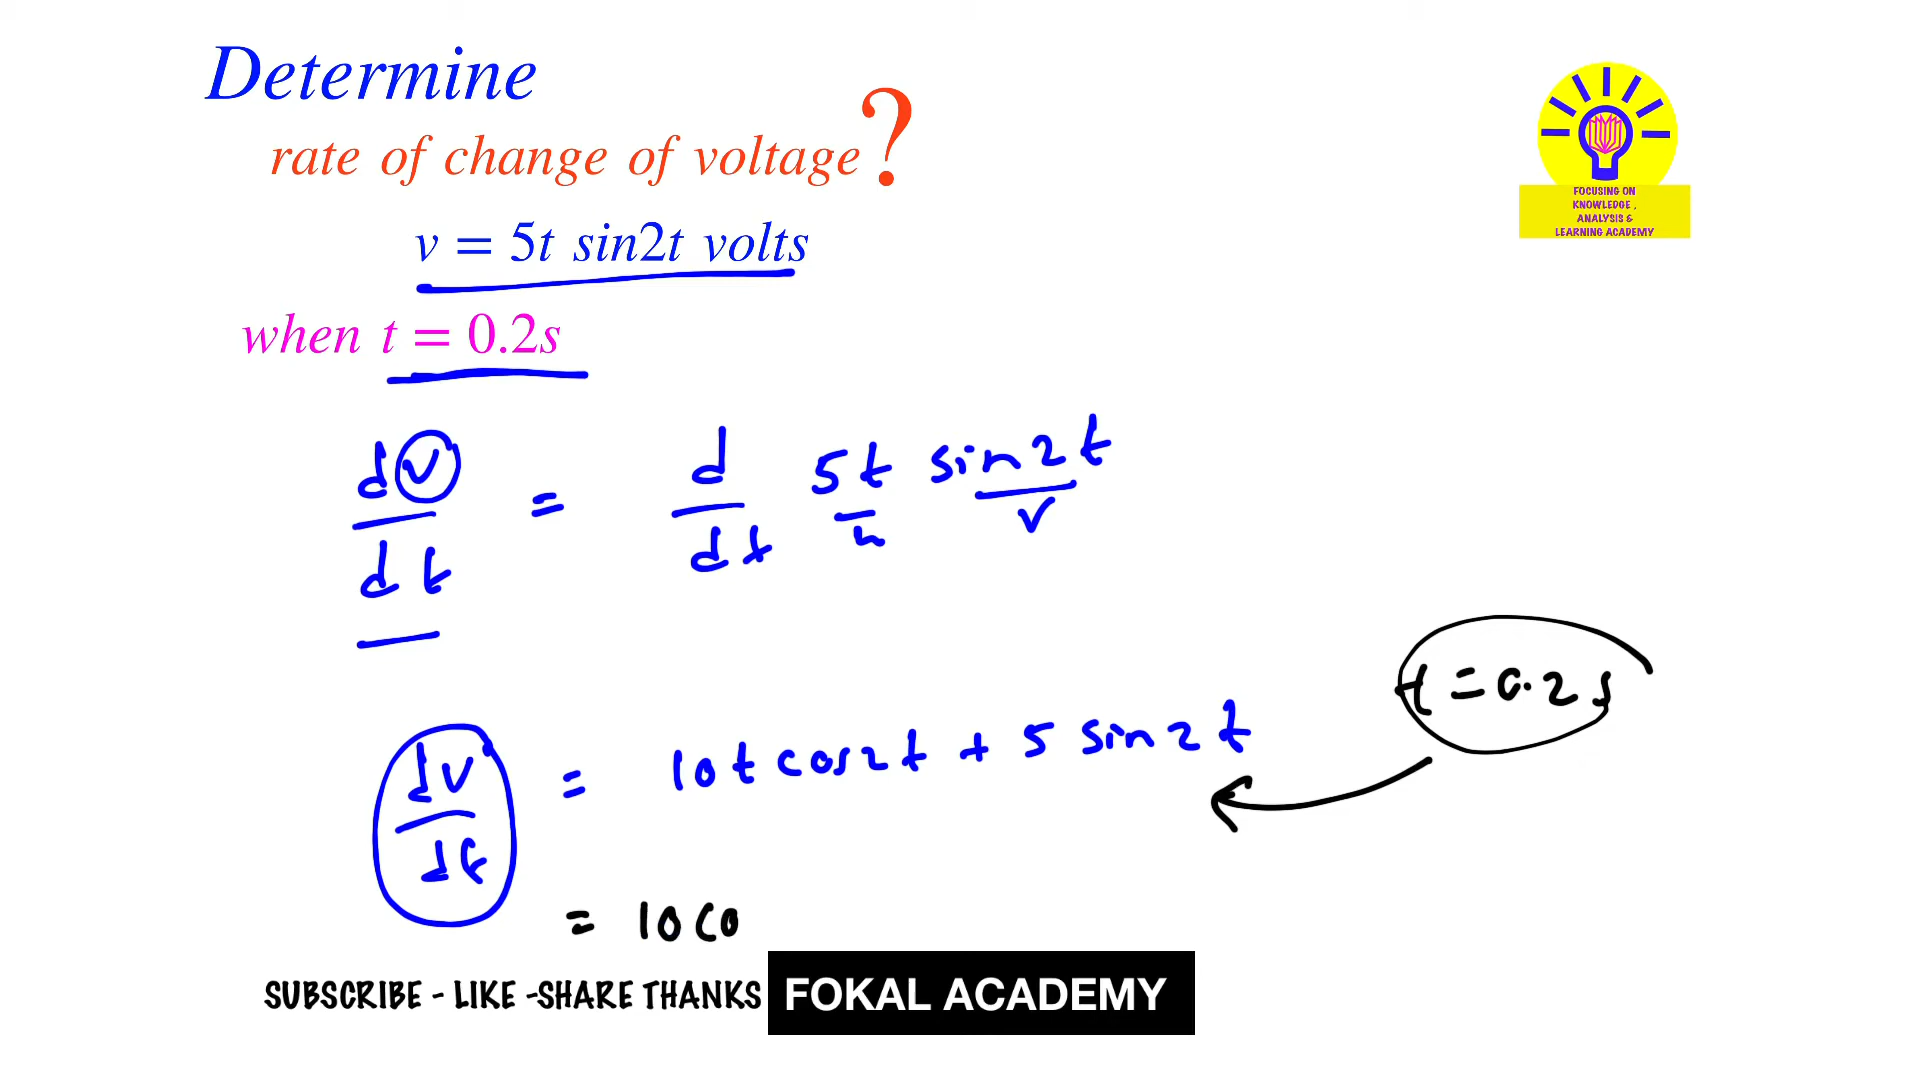 Determine
rate of change of voltage?
v = 5t sin2t volts
when t = 0.2s
FOCUSING ON
KNOWLEDGE ,
ANALYSIS &
LEARNING ACADEMY
dv/dt = d/dt 5t sin2t
u v
t = 0.2s
dv/dt = 10t cos2t + 5 sin2t
= 10(0
SUBSCRIBE - LIKE -SHARE THANKS FOKAL ACADEMY